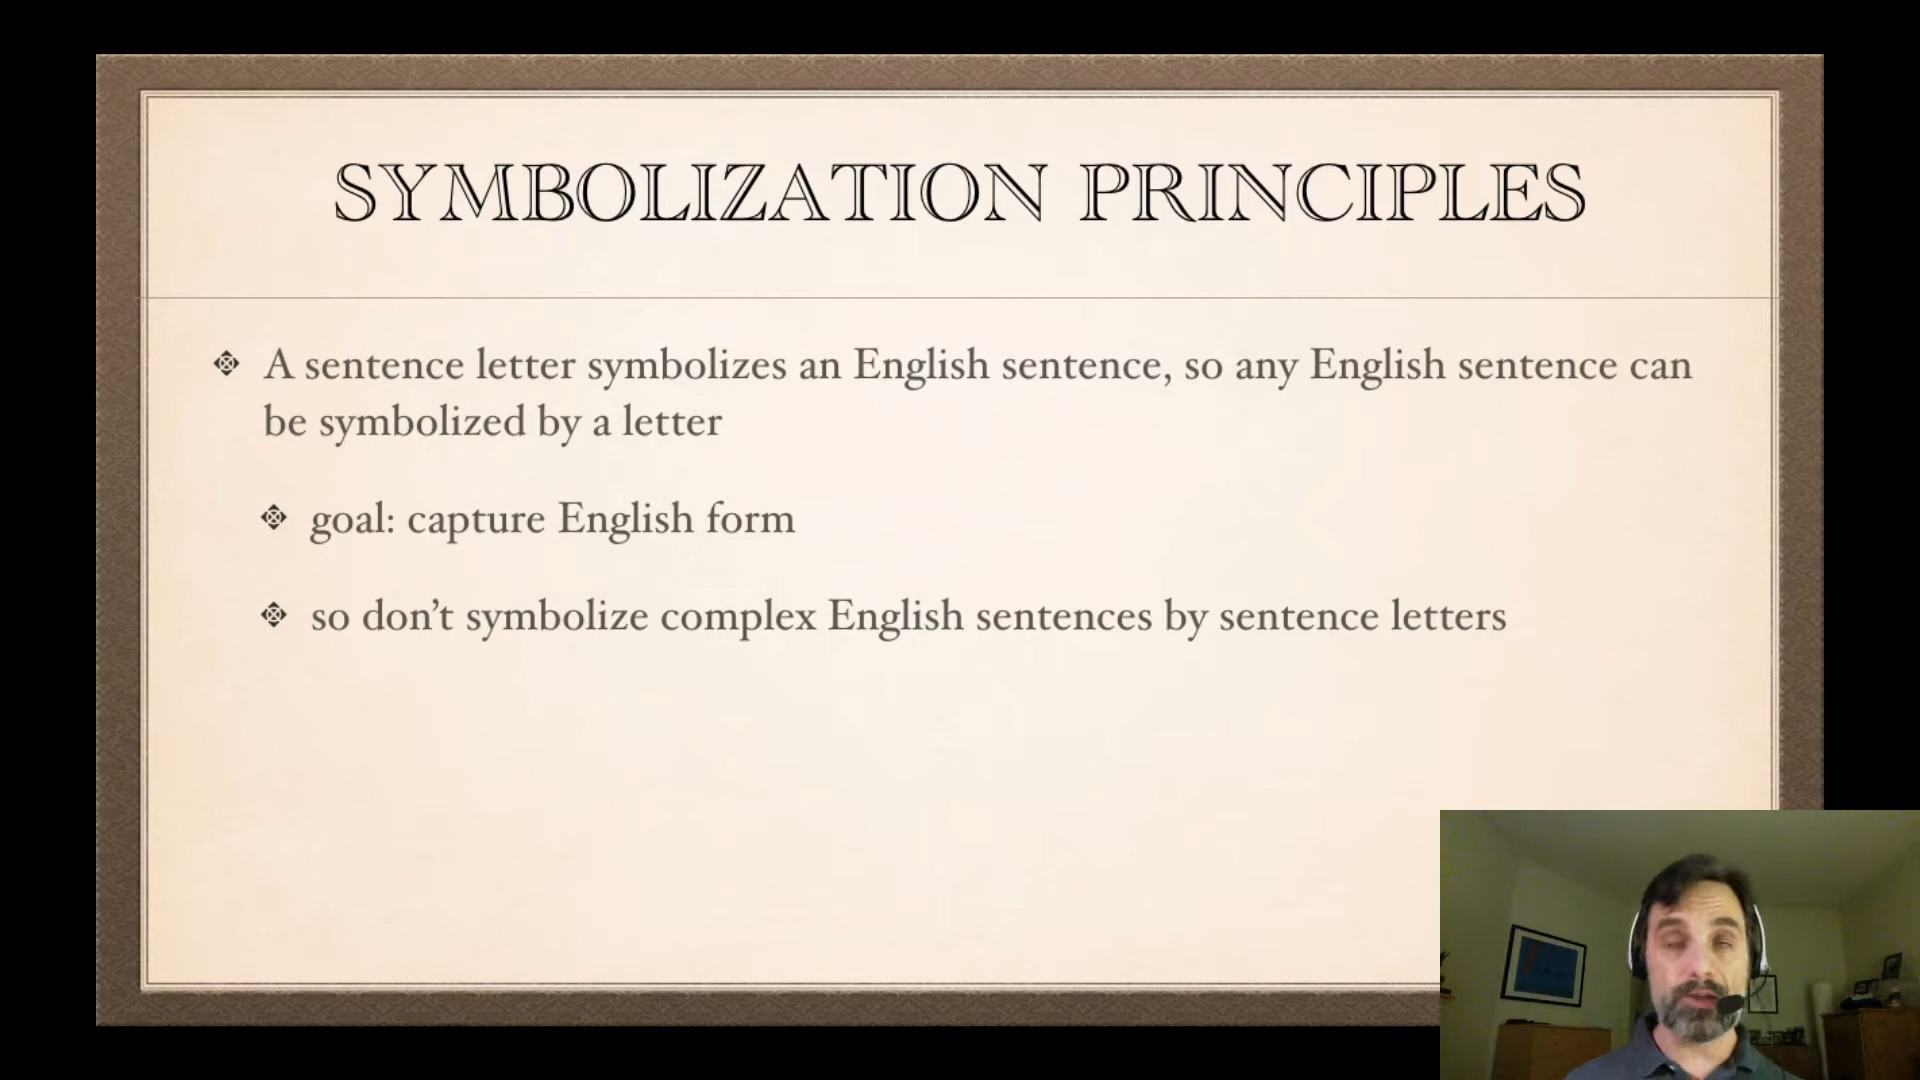 SYMBOLIZATION PRINCIPLES
A sentence letter symbolizes an English sentence, so any English sentence can
be symbolized by a letter
goal: capture English form
so don’t symbolize complex English sentences by sentence letters